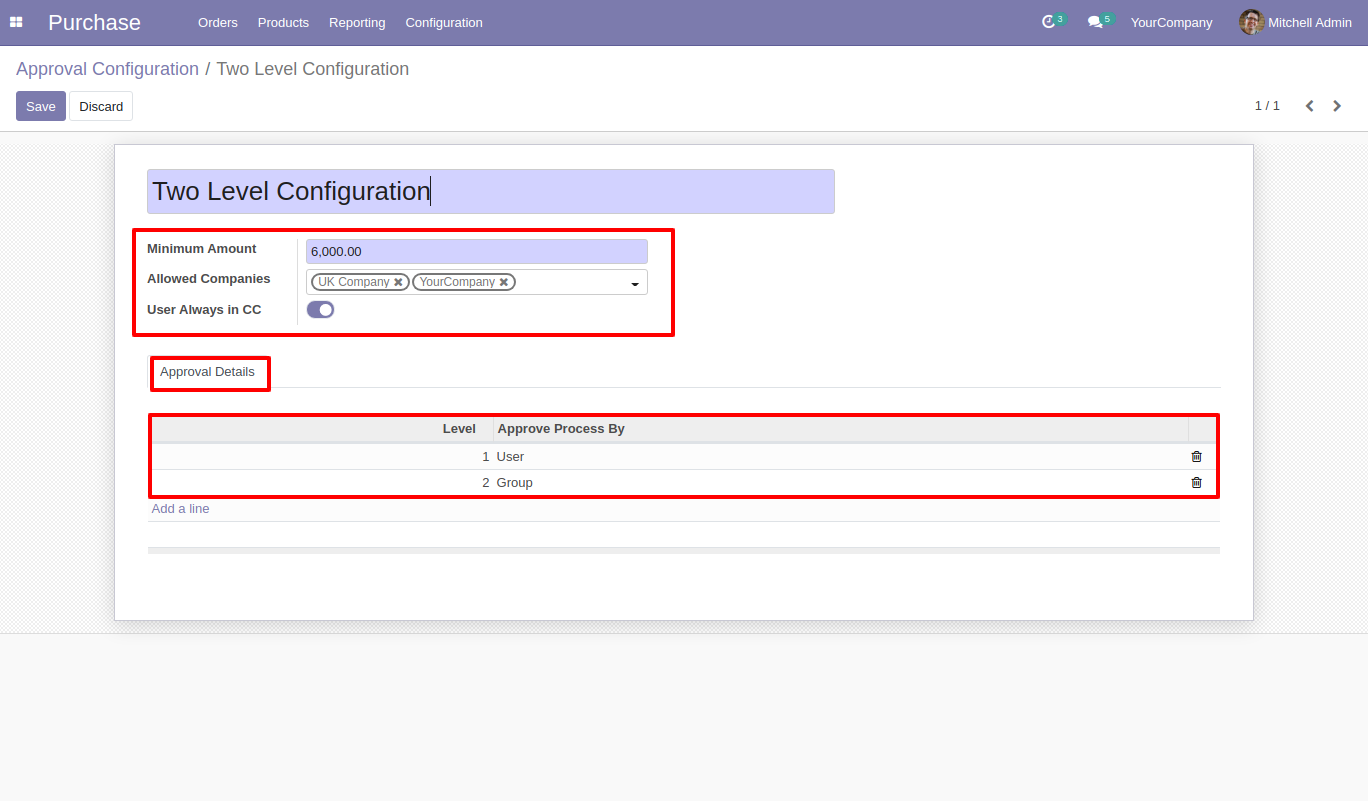 Purchase Orders Products Reporting Configuration 3 5 YourCompany Mitchell Admin
Approval Configuration / Two Level Configuration
Save Discard 1 / 1
Two Level Configuration
Minimum Amount 6,000.00
Allowed Companies UK Company YourCompany
User Always in CC
Approval Details
Level Approve Process By
1 User
2 Group
Add a line